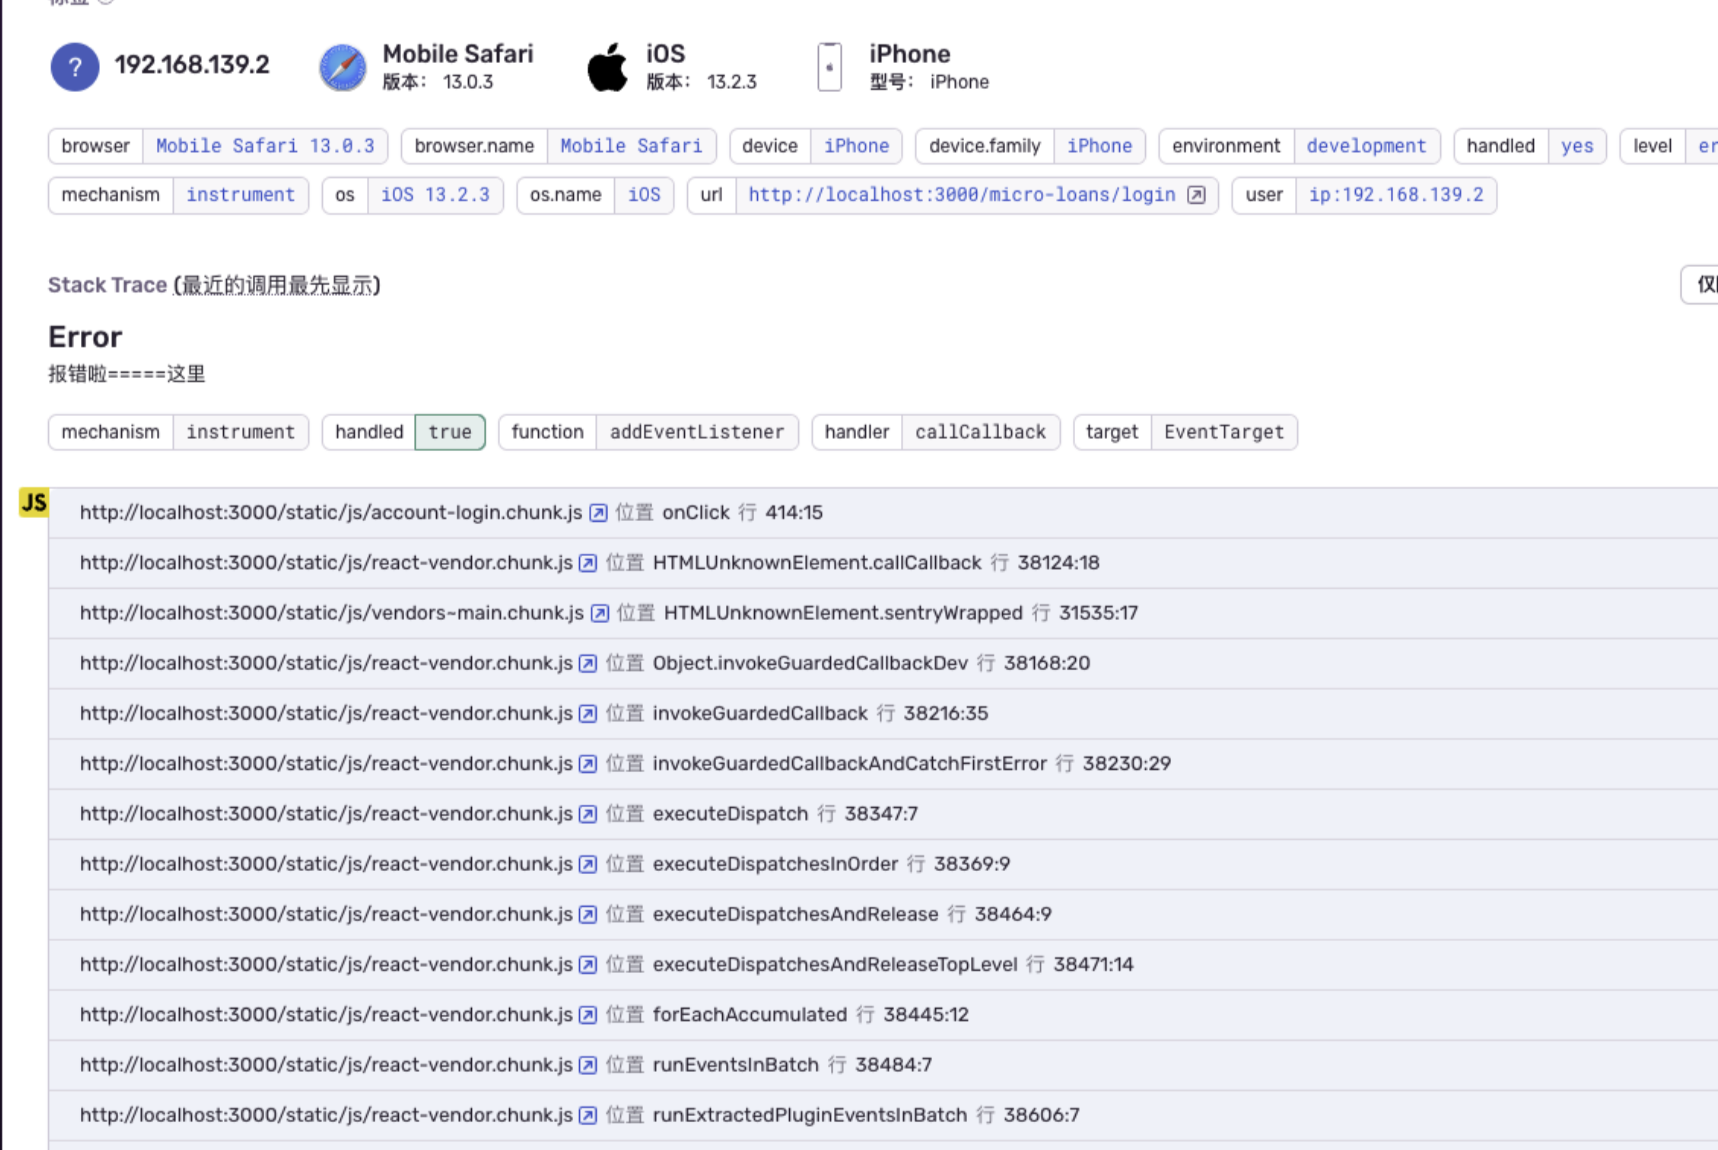 ?
192.168.139.2
Mobile Safari
版本： 13.0.3
iOS
版本： 13.2.3
iPhone
型号： iPhone
browser Mobile Safari 13.0.3 browser.name Mobile Safari device iPhone device.family iPhone environment development handled yes level er
mechanism instrument os iOS 13.2.3 os.name iOS url http://localhost:3000/micro-loans/login user ip:192.168.139.2
Stack Trace (最近的调用最先显示)
仅
Error
报错啦=====这里
mechanism instrument handled true function addEventListener handler callCallback target EventTarget
JS
http://localhost:3000/static/js/account-login.chunk.js 位置 onClick 行 414:15
http://localhost:3000/static/js/react-vendor.chunk.js 位置 HTMLUnknownElement.callCallback 行 38124:18
http://localhost:3000/static/js/vendors~main.chunk.js 位置 HTMLUnknownElement.sentryWrapped 行 31535:17
http://localhost:3000/static/js/react-vendor.chunk.js 位置 Object.invokeGuardedCallbackDev 行 38168:20
http://localhost:3000/static/js/react-vendor.chunk.js 位置 invokeGuardedCallback 行 38216:35
http://localhost:3000/static/js/react-vendor.chunk.js 位置 invokeGuardedCallbackAndCatchFirstError 行 38230:29
http://localhost:3000/static/js/react-vendor.chunk.js 位置 executeDispatch 行 38347:7
http://localhost:3000/static/js/react-vendor.chunk.js 位置 executeDispatchesInOrder 行 38369:9
http://localhost:3000/static/js/react-vendor.chunk.js 位置 executeDispatchesAndRelease 行 38464:9
http://localhost:3000/static/js/react-vendor.chunk.js 位置 executeDispatchesAndReleaseTopLevel 行 38471:14
http://localhost:3000/static/js/react-vendor.chunk.js 位置 forEachAccumulated 行 38445:12
http://localhost:3000/static/js/react-vendor.chunk.js 位置 runEventsInBatch 行 38484:7
http://localhost:3000/static/js/react-vendor.chunk.js 位置 runExtractedPluginEventsInBatch 行 38606:7